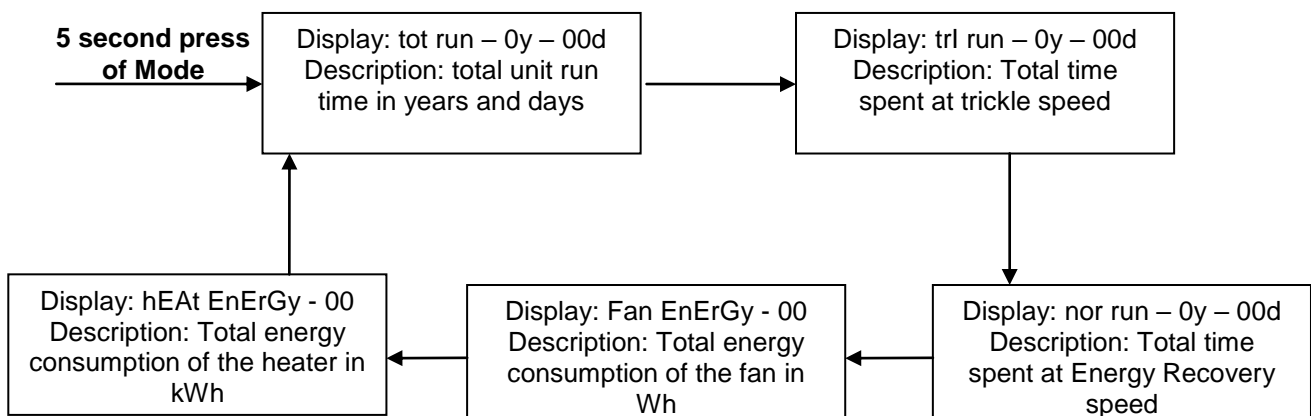 5 second press
of Mode
Display: tot run – 0y – 00d
Description: total unit run
time in years and days
Display: trI run – 0y – 00d
Description: Total time
spent at trickle speed
Display: nor run – 0y – 00d
Description: Total time
spent at Energy Recovery
speed
Display: Fan EnErGy - 00
Description: Total energy
consumption of the fan in
Wh
Display: hEAt EnErGy - 00
Description: Total energy
consumption of the heater in
kWh